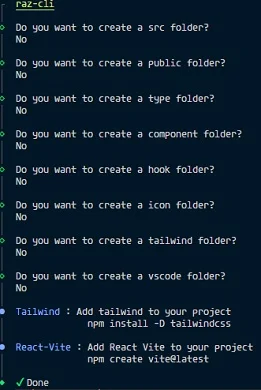 raz-cli
Do you want to create a src folder?
No
Do you want to create a public folder?
No
Do you want to create a type folder?
No
Do you want to create a component folder?
No
Do you want to create a hook folder?
No
Do you want to create a icon folder?
No
Do you want to create a tailwind folder?
No
Do you want to create a vscode folder?
No
Tailwind : Add tailwind to your project
npm install -D tailwindcss
React-Vite : Add React Vite to your project
npm create vite@latest
✓ Done